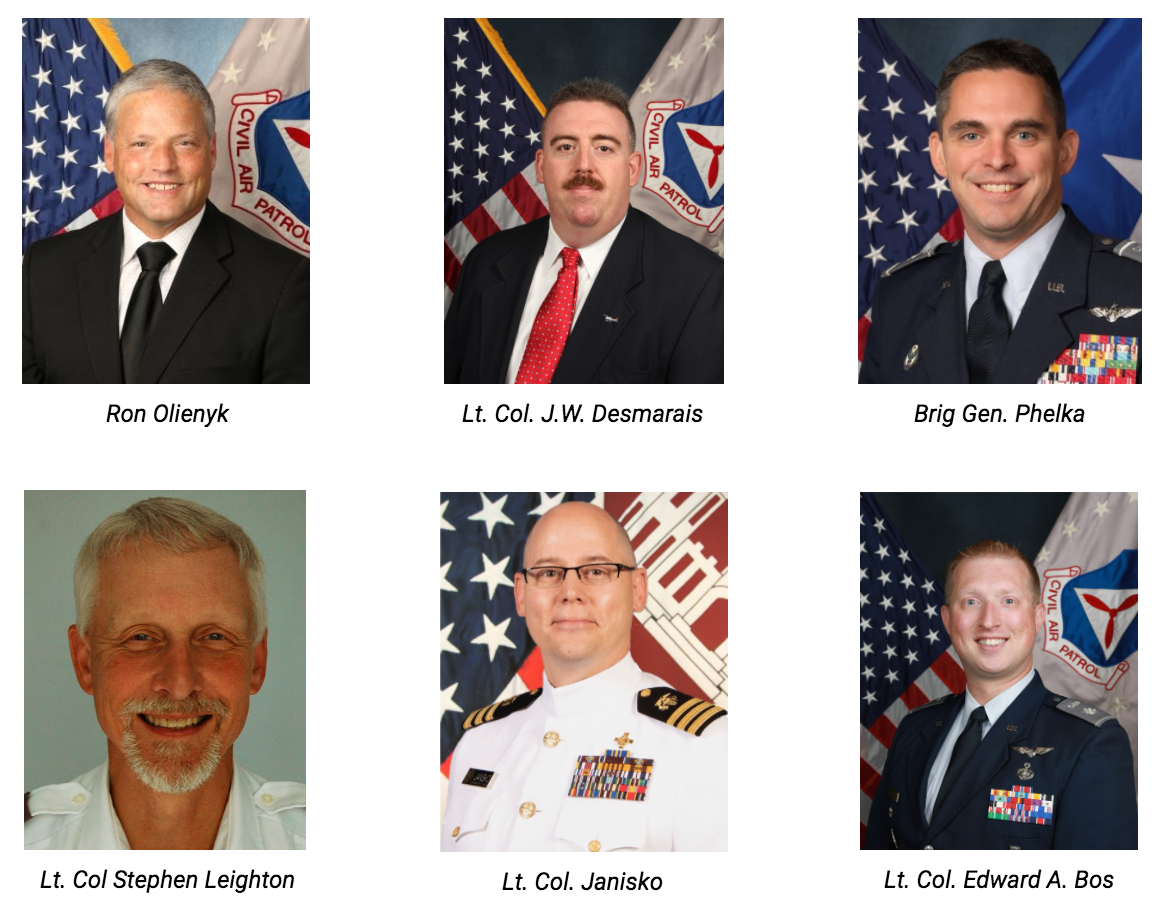 CIVIL AIR PATROL
CIVIL AIR PATROL
U.S.
Ron Olienyk
Lt. Col. J.W. Desmarais
Brig Gen. Phelka
CIVIL AIR PATROL
CAP
Lt. Col Stephen Leighton
Lt. Col. Janisko
Lt. Col. Edward A. Bos